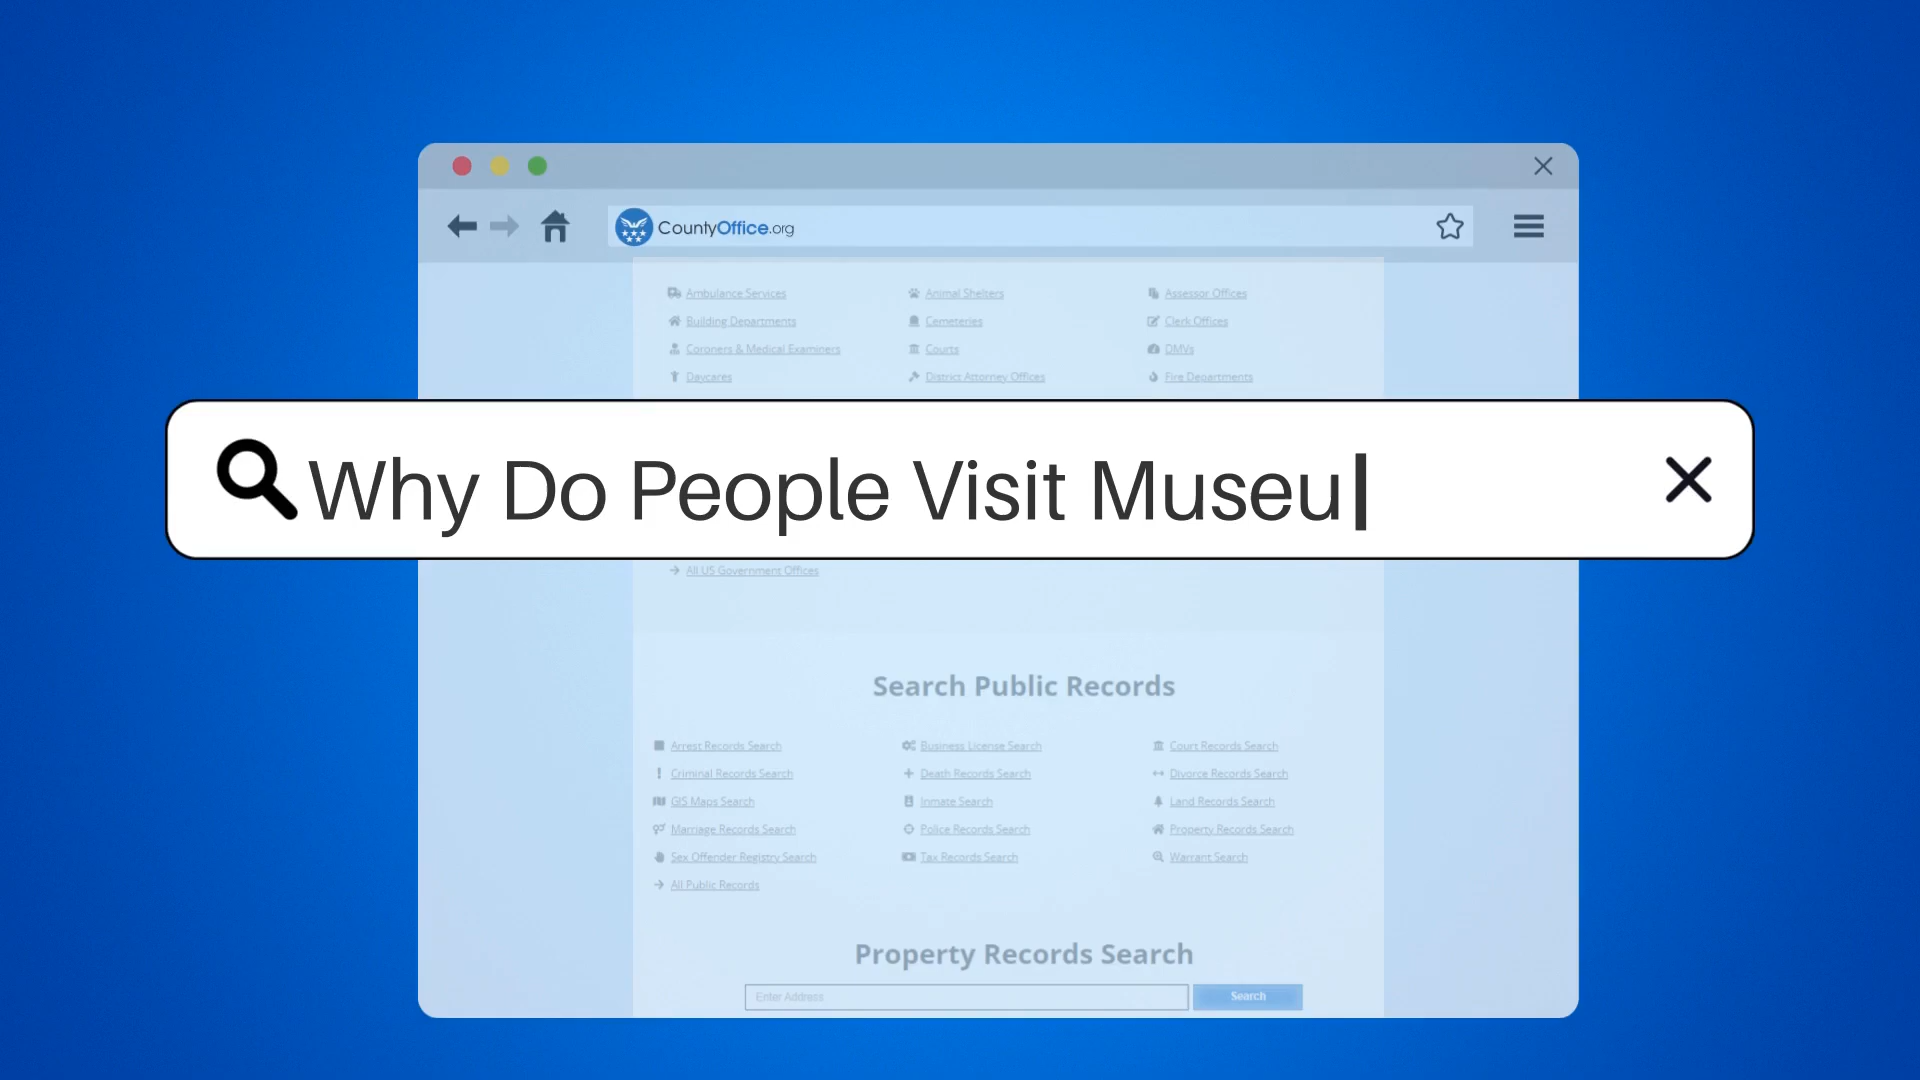 CountyOffice.org
Ambulance Services Animal Shelters Assessor Offices
Building Departments Cemeteries Clerk Offices
Coroners & Medical Examiners Courts DMVs
Daycares District Attorney Offices Fire Departments
Why Do People Visit Museu
All US Government Offices
Search Public Records
Arrest Records Search Business License Search Court Records Search
Criminal Records Search Death Records Search Divorce Records Search
GIS Maps Search Inmate Search Land Records Search
Marriage Records Search Police Records Search Property Records Search
Sex Offender Registry Search Tax Records Search Warrant Search
All Public Records
Property Records Search
Enter Address Search